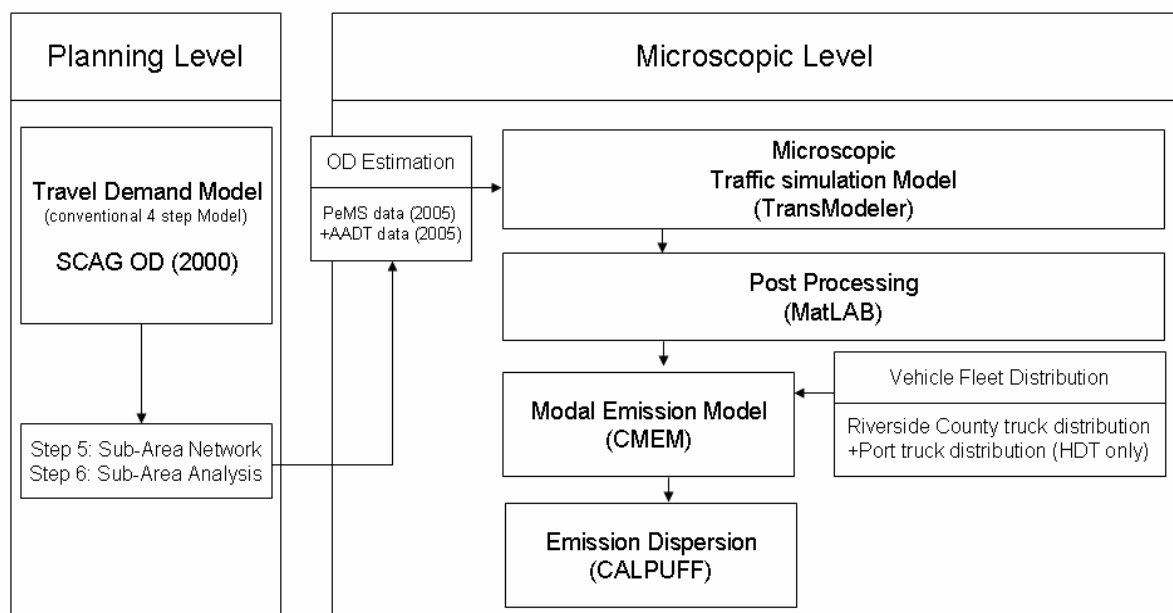 Planning Level
Microscopic Level
Travel Demand Model
(conventional 4 step Model)
SCAG OD (2000)
Step 5: Sub-Area Network
Step 6: Sub-Area Analysis
OD Estimation
PeMS data (2005)
+AADT data (2005)
Microscopic
Traffic simulation Model
(TransModeler)
Post Processing
(MatLAB)
Modal Emission Model
(CMEM)
Vehicle Fleet Distribution
Riverside County truck distribution
+Port truck distribution (HDT only)
Emission Dispersion
(CALPUFF)